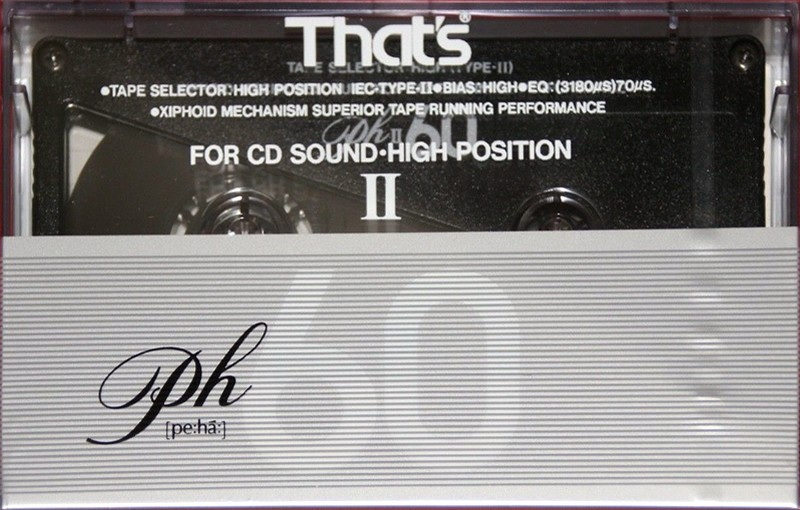 That's®
TAPE SELECTOR HIGH (TYPE-II)
•TAPE SELECTOR:HIGH POSITION IEC•TYPE-II•BIAS:HIGH•EQ:(3180µs)70µs.
•XIPHOID MECHANISM SUPERIOR TAPE RUNNING PERFORMANCE
Ph II 60
FOR CD SOUND•HIGH POSITION
II
60
Ph
[pe:hā:]